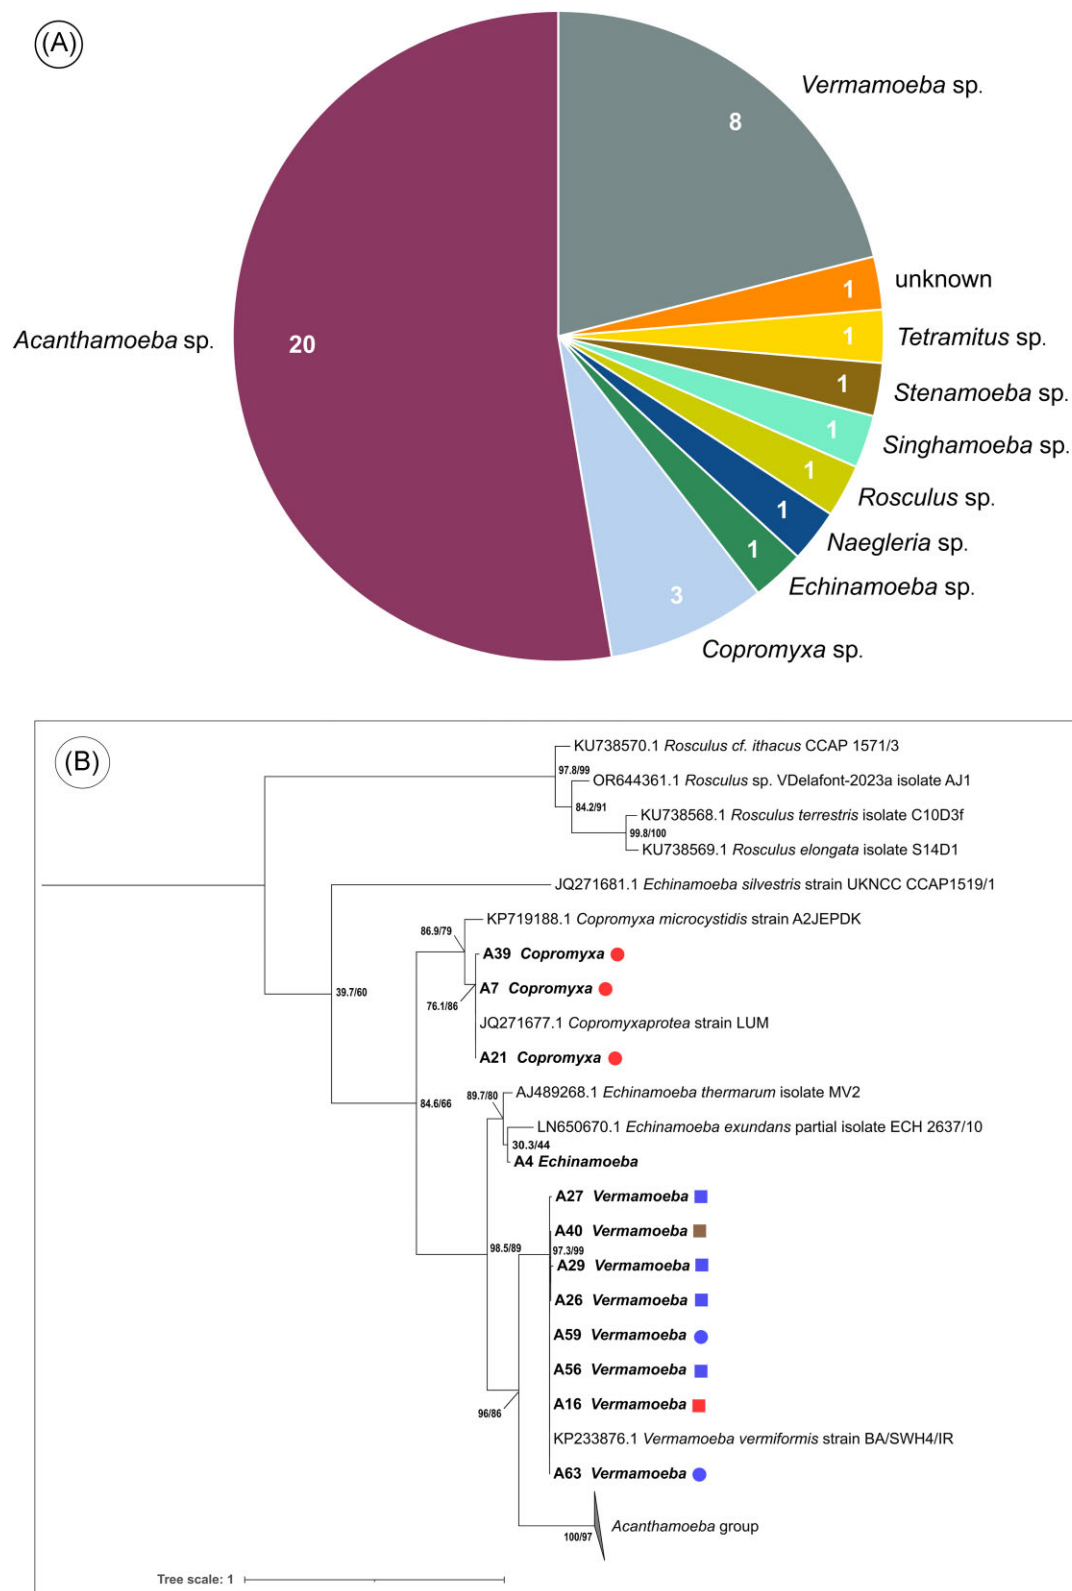 (A)
Vermamoeba sp.
8
unknown
1
Tetramitus sp.
1
Acanthamoeba sp.
20
Stenamoeba sp.
1
Singhamoeba sp.
1
Rosculus sp.
1
Naegleria sp.
1
Echinamoeba sp.
1
Copromyxa sp.
3
(B)
KU738570.1 Rosculus cf. ithacus CCAP 1571/3
97.8/99
OR644361.1 Rosculus sp. VDelafont-2023a isolate AJ1
84.2/91
KU738568.1 Rosculus terrestris isolate C10D3f
99.8/100
KU738569.1 Rosculus elongata isolate S14D1
JQ271681.1 Echinamoeba silvestris strain UKNCC CCAP1519/1
KP719188.1 Copromyxa microcystidis strain A2JEPDK
86.9/79
A39 Copromyxa
A7 Copromyxa
39.7/60
76.1/86
JQ271677.1 Copromyxaprotea strain LUM
A21 Copromyxa
AJ489268.1 Echinamoeba thermarum isolate MV2
89.7/80
84.6/66
LN650670.1 Echinamoeba exundans partial isolate ECH 2637/10
30.3/44
A4 Echinamoeba
A27 Vermamoeba
A40 Vermamoeba
98.5/89
97.3/99
A29 Vermamoeba
A26 Vermamoeba
A59 Vermamoeba
A56 Vermamoeba
A16 Vermamoeba
96/86
KP233876.1 Vermamoeba vermiformis strain BA/SWH4/IR
A63 Vermamoeba
Acanthamoeba group
100/97
Tree scale: 1